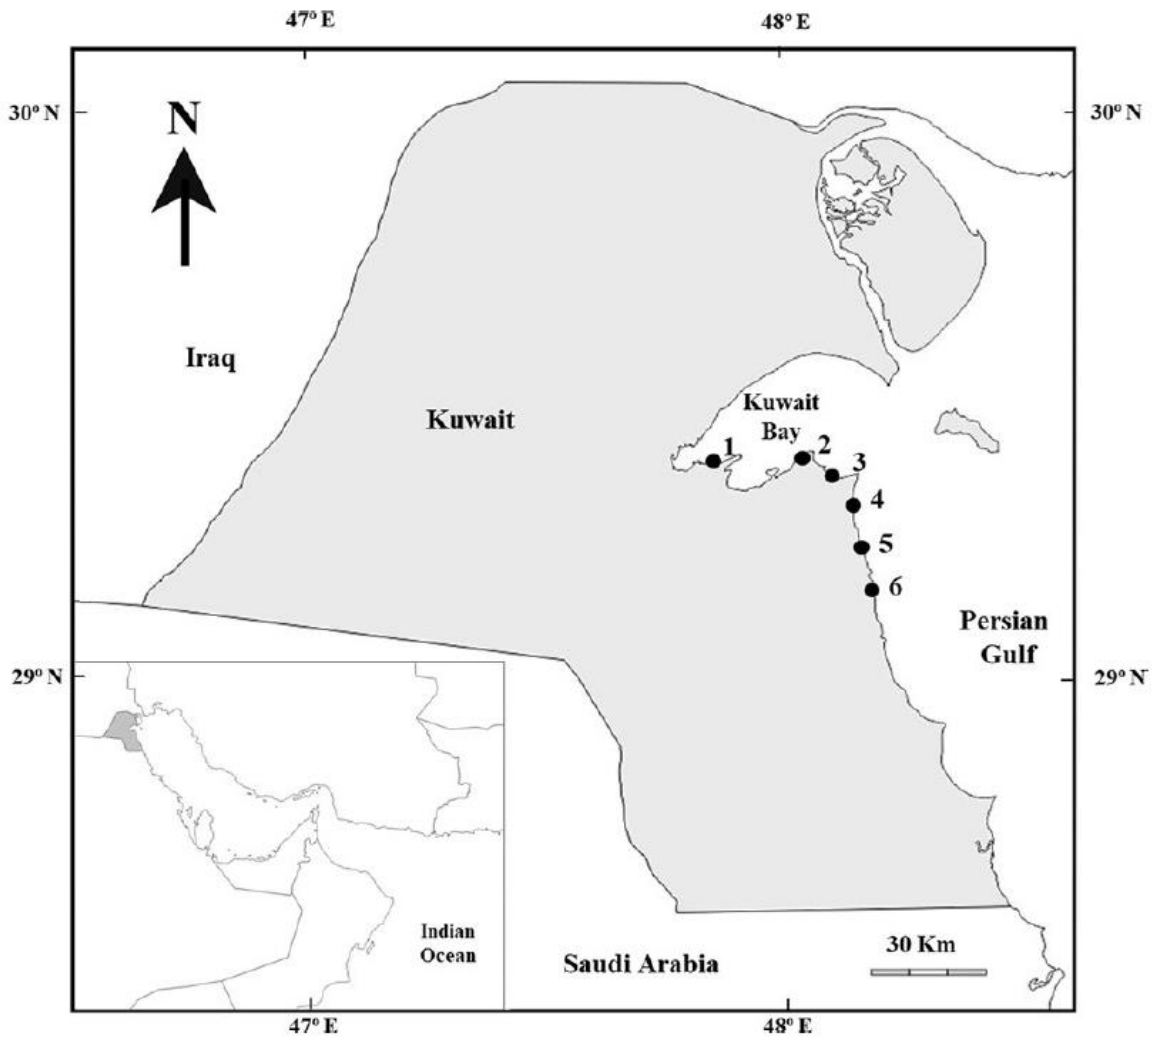 47° E
48° E
30° N
30° N
N
Iraq
Kuwait
Kuwait
Bay
1
2
3
4
5
6
Persian
Gulf
29° N
29° N
Indian
Ocean
Saudi Arabia
30 Km
47° E
48° E